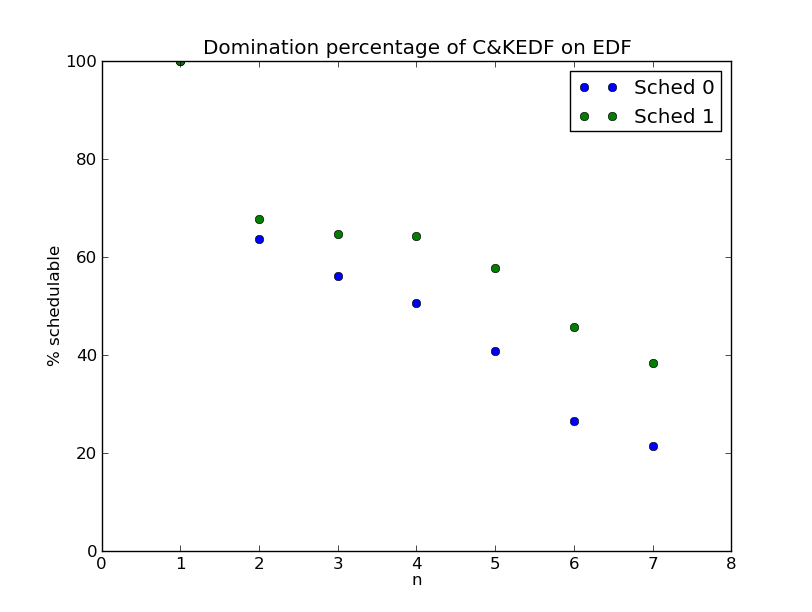 Domination percentage of C&KEDF on EDF
100
80
60
40
20
0
% schedulable
Sched 0
Sched 1
0 1 2 3 4 5 6 7 8
n